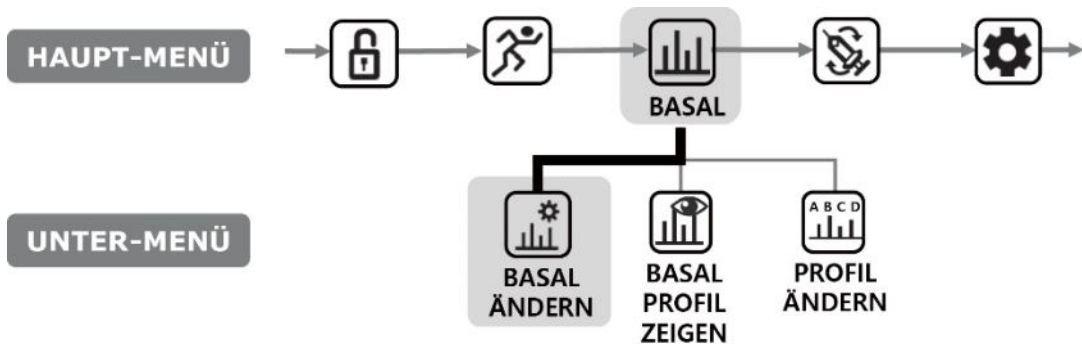 HAUPT-MENÜ
BASAL
UNTER-MENÜ
BASAL
ÄNDERN
BASAL
PROFIL
ZEIGEN
A B C D
PROFIL
ÄNDERN